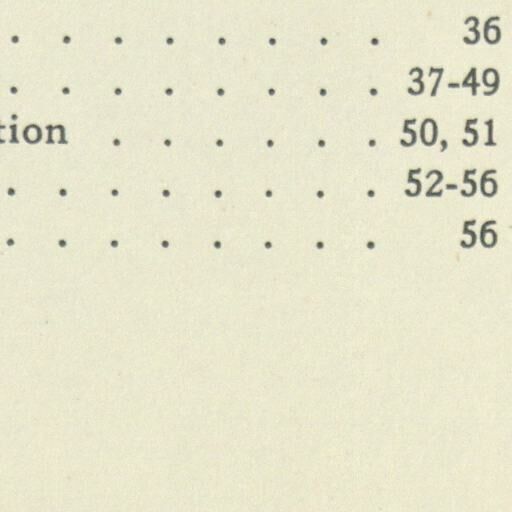 . . . . . . . . 36
. . . . . . . . 37-49
tion . . . . . . 50, 51
. . . . . . . . 52-56
. . . . . . . . 56